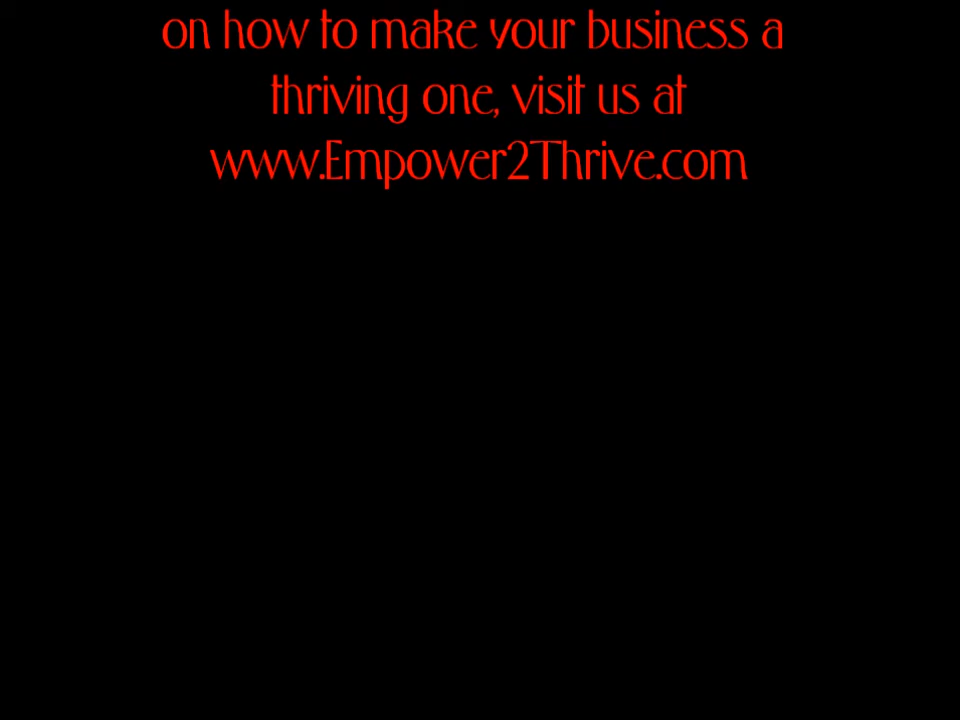 on how to make your business a
thriving one, visit us at
www.Empower2Thrive.com